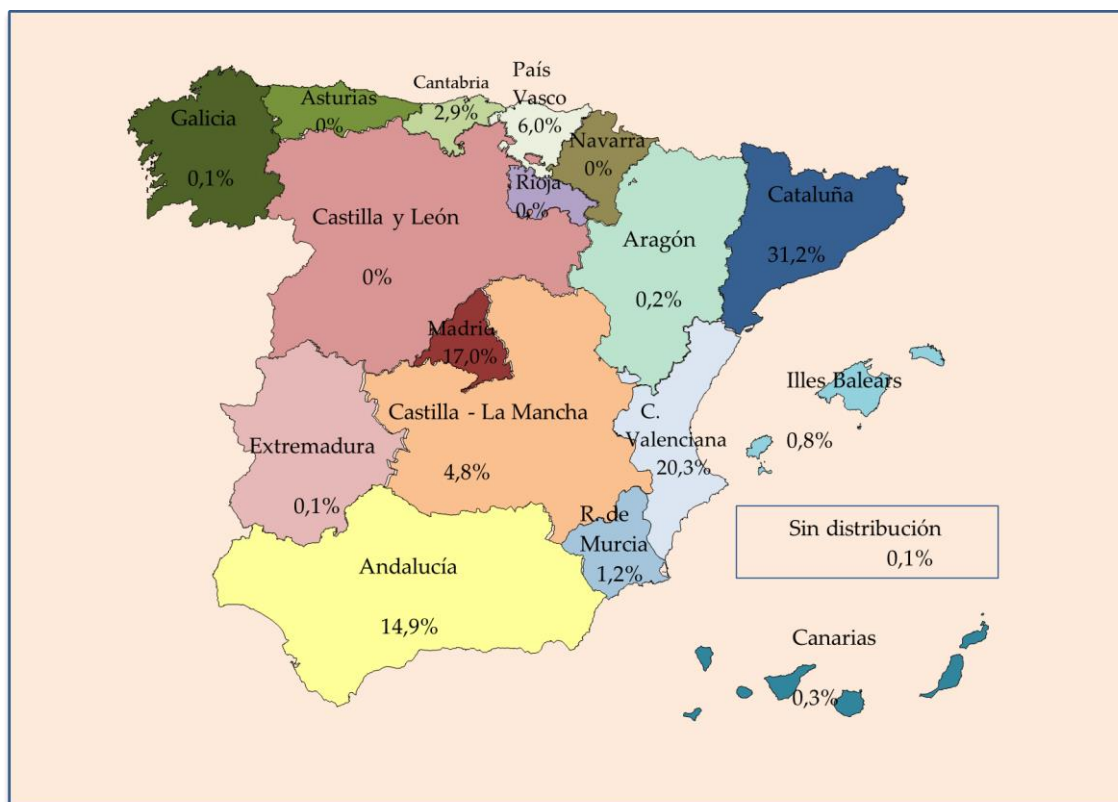 País
Vasco
6,0%
Cantabria
2,9%
Asturias
0%
Galicia
0,1%
Navarra
0%
Rioja
Castilla y León
0%
Cataluña
31,2%
Aragón
0,2%
Madrid
17,0%
Illes Balears
0,8%
Castilla - La Mancha
4,8%
C.
Valenciana
20,3%
Extremadura
0,1%
R. de
Murcia
1,2%
Sin distribución
0,1%
Andalucía
14,9%
Canarias
0,3%